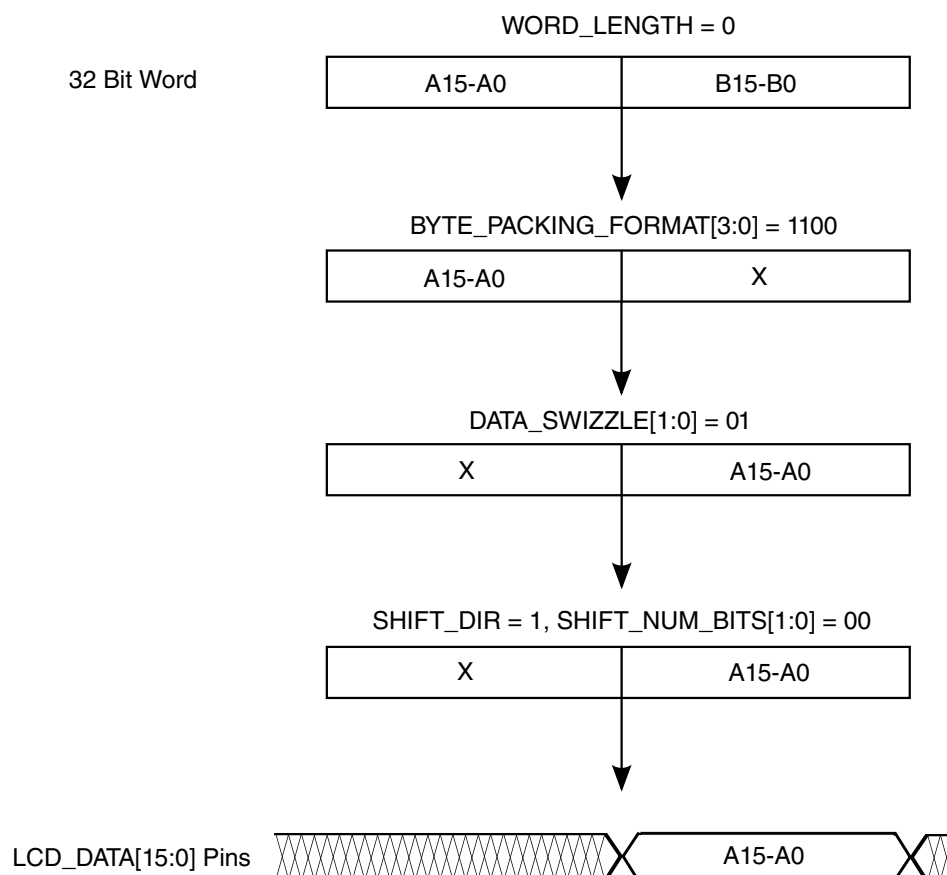 WORD_LENGTH = 0
32 Bit Word
A15-A0 B15-B0
BYTE_PACKING_FORMAT[3:0] = 1100
A15-A0 X
DATA_SWIZZLE[1:0] = 01
X A15-A0
SHIFT_DIR = 1, SHIFT_NUM_BITS[1:0] = 00
X A15-A0
LCD_DATA[15:0] Pins A15-A0